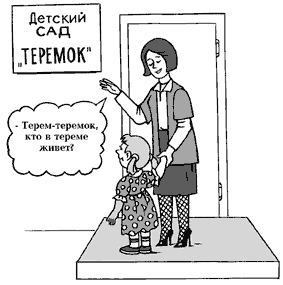 Детский
САД
„ТЕРЕМОК"
- Терем-теремок,
кто в тереме
живет?